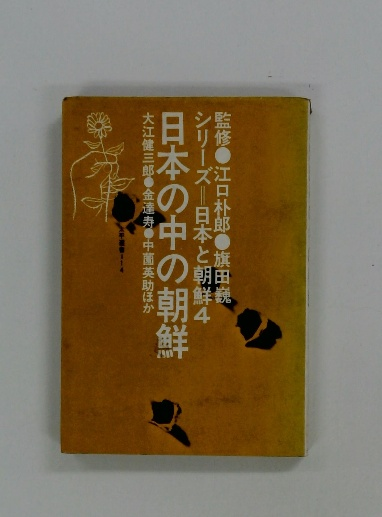 監修●江口朴郎●旗田巍
シリーズ＝日本と朝鮮4
日本の中の朝鮮
大江健三郎●金達寿●中薗英助ほか